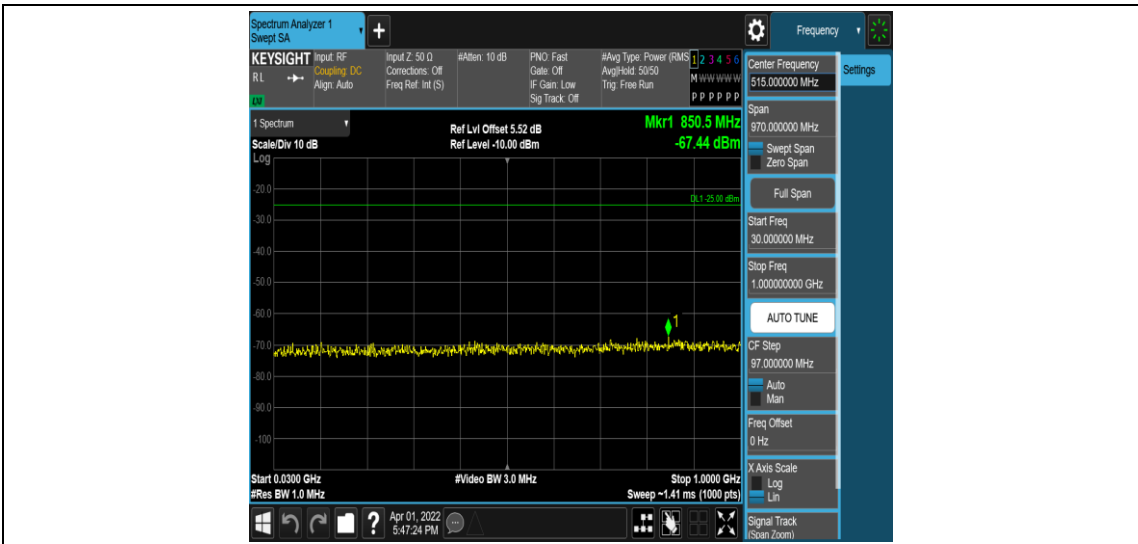 Spectrum Analyzer 1
Swept SA
+
Frequency
KEYSIGHT
RL
LXI
Input: RF
Coupling: DC
Align: Auto
Input Z: 50 Ω
Corrections: Off
Freq Ref: Int (S)
#Atten: 10 dB
PNO: Fast
Gate: Off
IF Gain: Low
Sig Track: Off
#Avg Type: Power (RMS
Avg|Hold: 50/50
Trig: Free Run
1 2 3 4 5 6
M W W W W W
P P P P P P
1 Spectrum
Scale/Div 10 dB
Ref Lvl Offset 5.52 dB
Ref Level -10.00 dBm
Mkr1 850.5 MHz
-67.44 dBm
Log
-20.0
DL1 -25.00 dBm
-30.0
-40.0
-50.0
-60.0
1
-70.0
-80.0
-90.0
-100
Start 0.0300 GHz
#Res BW 1.0 MHz
#Video BW 3.0 MHz
Stop 1.0000 GHz
Sweep ~1.41 ms (1000 pts)
?
Apr 01, 2022
5:47:24 PM
Center Frequency
515.000000 MHz
Settings
Span
970.000000 MHz
Swept Span
Zero Span
Full Span
Start Freq
30.000000 MHz
Stop Freq
1.000000000 GHz
AUTO TUNE
CF Step
97.000000 MHz
Auto
Man
Freq Offset
0 Hz
X Axis Scale
Log
Lin
Signal Track
(Span Zoom)